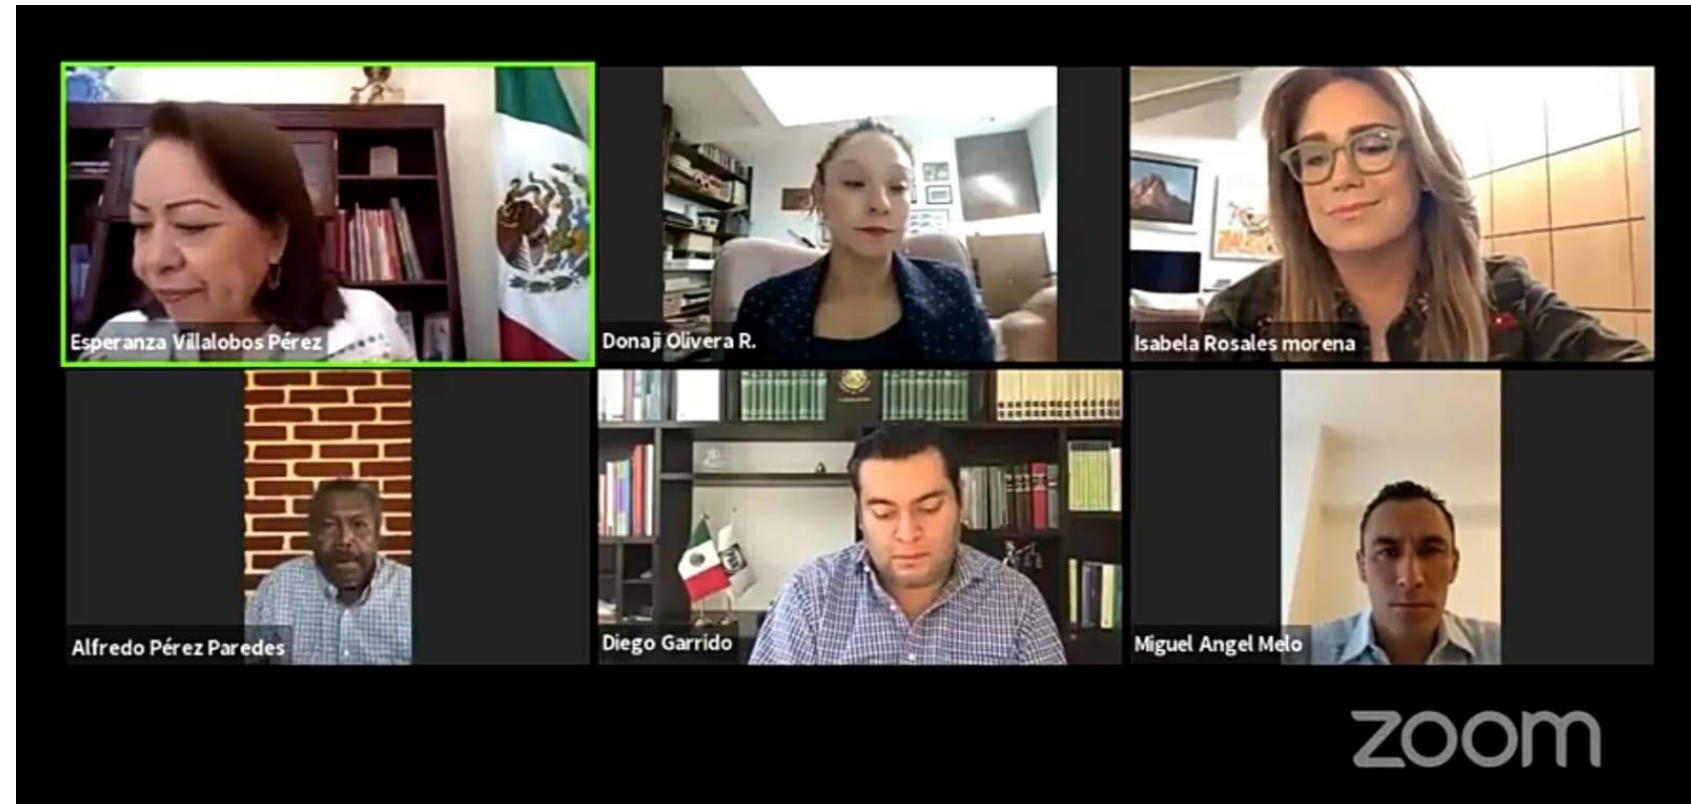 Esperanza Villalobos Pérez
Donaji Olivera R.
Isabela Rosales morena
Alfredo Pérez Paredes
Diego Garrido
Miguel Angel Melo
zoom